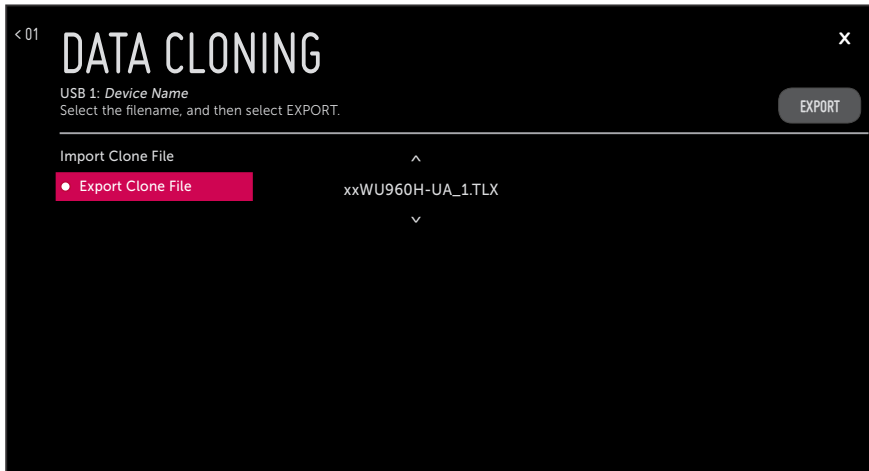 < 01
DATA CLONING
X
USB 1: Device Name
Select the filename, and then select EXPORT.
EXPORT
Import Clone File
Export Clone File
xxWU960H-UA_1.TLX